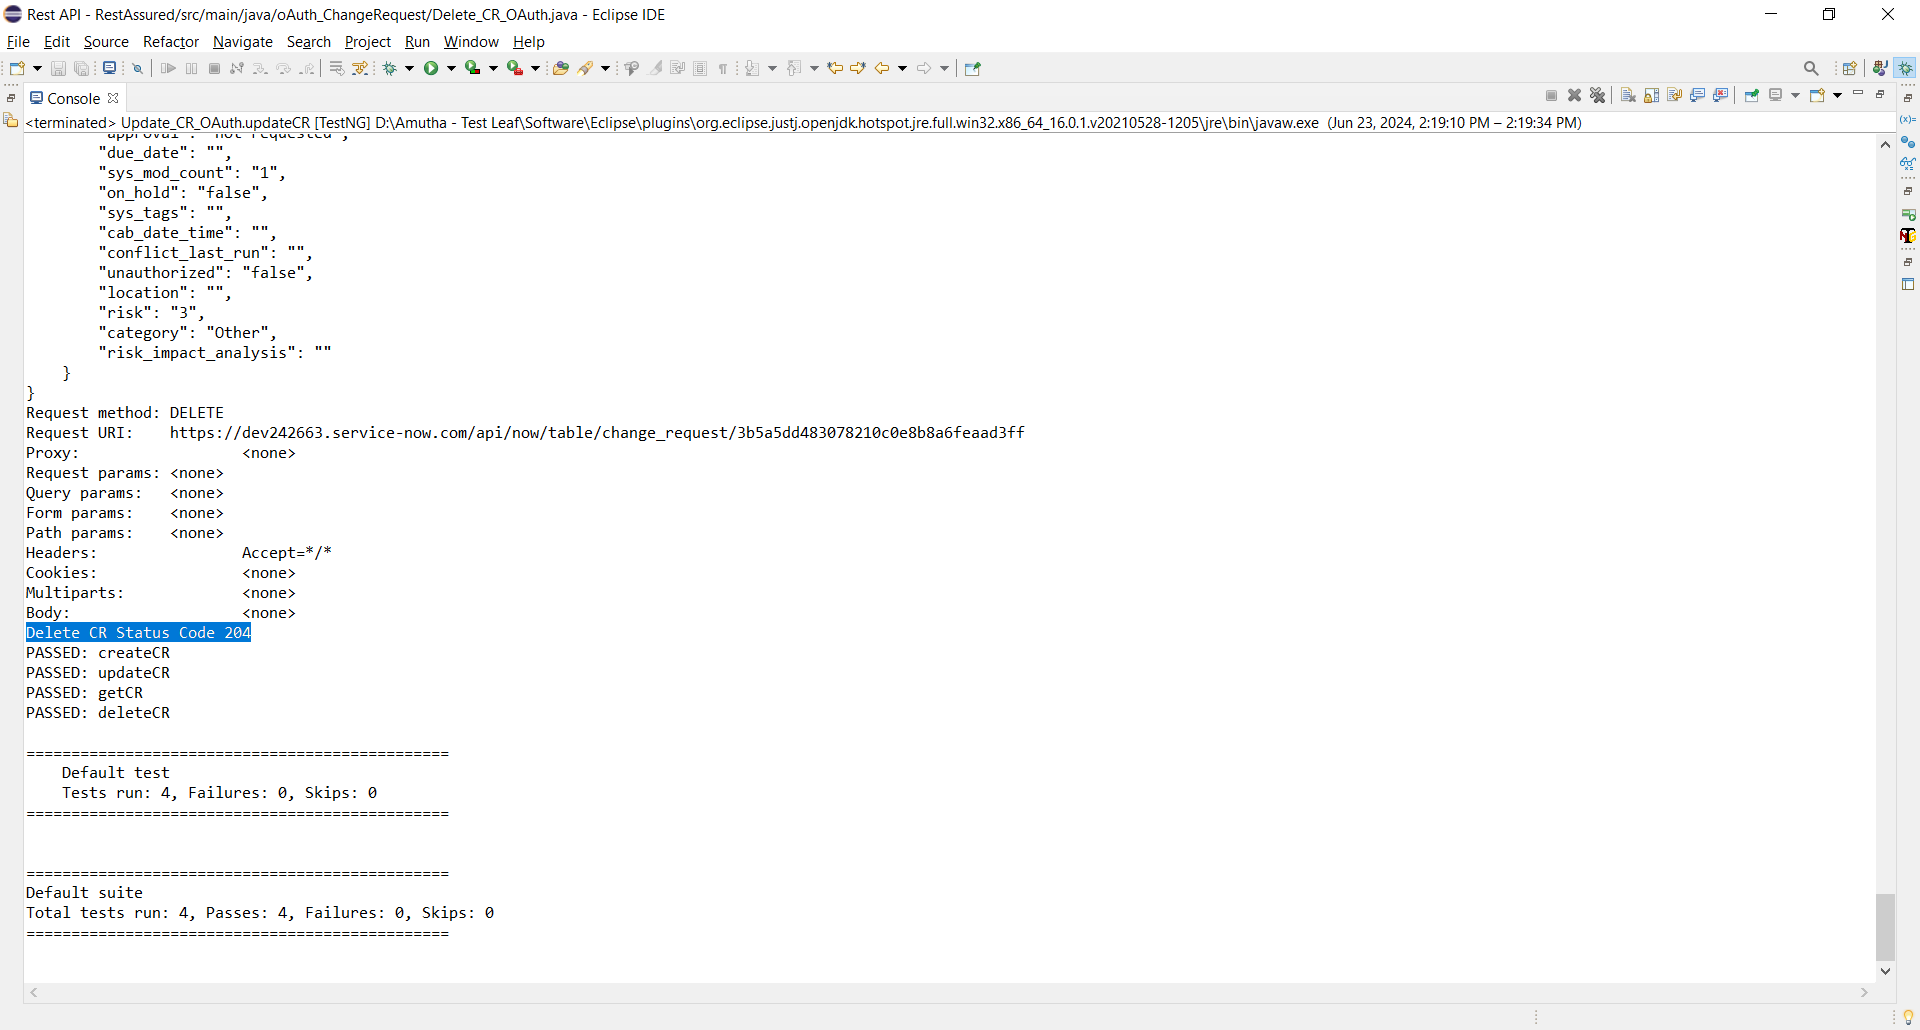 Rest API - RestAssured/src/main/java/oAuth_ChangeRequest/Delete_CR_OAuth.java - Eclipse IDE
File Edit Source Refactor Navigate Search Project Run Window Help
Console
<terminated> Update_CR_OAuth.updateCR [TestNG] D:\Amutha - Test Leaf\Software\Eclipse\plugins\org.eclipse.justj.openjdk.hotspot.jre.full.win32.x86_64_16.0.1.v20210528-1205\jre\bin\javaw.exe (Jun 23, 2024, 2:19:10 PM – 2:19:34 PM)
"approval": "not requested",
"due_date": "",
"sys_mod_count": "1",
"on_hold": "false",
"sys_tags": "",
"cab_date_time": "",
"conflict_last_run": "",
"unauthorized": "false",
"location": "",
"risk": "3",
"category": "Other",
"risk_impact_analysis": ""
}
}
Request method: DELETE
Request URI: https://dev242663.service-now.com/api/now/table/change_request/3b5a5dd483078210c0e8b8a6feaad3ff
Proxy: <none>
Request params: <none>
Query params: <none>
Form params: <none>
Path params: <none>
Headers: Accept=*/*
Cookies: <none>
Multiparts: <none>
Body: <none>
Delete CR Status Code 204
PASSED: createCR
PASSED: updateCR
PASSED: getCR
PASSED: deleteCR
===============================================
Default test
Tests run: 4, Failures: 0, Skips: 0
===============================================
===============================================
Default suite
Total tests run: 4, Passes: 4, Failures: 0, Skips: 0
===============================================